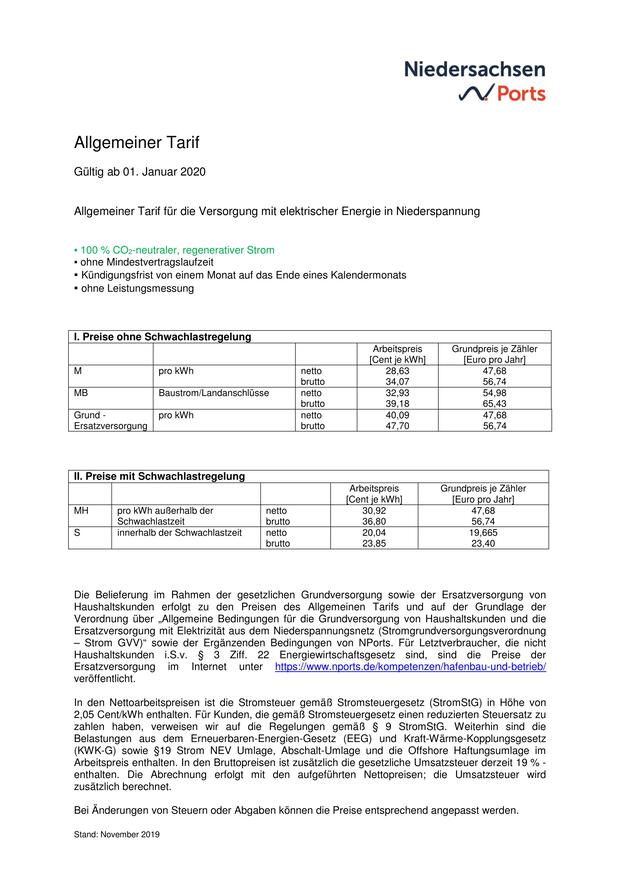 Niedersachsen
Ports
Allgemeiner Tarif
Gültig ab 01. Januar 2020
Allgemeiner Tarif für die Versorgung mit elektrischer Energie in Niederspannung
▪ 100 % CO₂-neutraler, regenerativer Strom
▪ ohne Mindestvertragslaufzeit
▪ Kündigungsfrist von einem Monat auf das Ende eines Kalendermonats
▪ ohne Leistungsmessung
I. Preise ohne Schwachlastregelung
Arbeitspreis Grundpreis je Zähler
[Cent je kWh] [Euro pro Jahr]
M pro kWh netto 28,63 47,68
brutto 34,07 56,74
MB Baustrom/Landanschlüsse netto 32,93 54,98
brutto 39,18 65,43
Grund - pro kWh netto 40,09 47,68
Ersatzversorgung brutto 47,70 56,74
II. Preise mit Schwachlastregelung
Arbeitspreis Grundpreis je Zähler
[Cent je kWh] [Euro pro Jahr]
MH pro kWh außerhalb der netto 30,92 47,68
Schwachlastzeit brutto 36,80 56,74
S innerhalb der Schwachlastzeit netto 20,04 19,665
brutto 23,85 23,40
Die Belieferung im Rahmen der gesetzlichen Grundversorgung sowie der Ersatzversorgung von
Haushaltskunden erfolgt zu den Preisen des Allgemeinen Tarifs und auf der Grundlage der
Verordnung über „Allgemeine Bedingungen für die Grundversorgung von Haushaltskunden und die
Ersatzversorgung mit Elektrizität aus dem Niederspannungsnetz (Stromgrundversorgungsverordnung
– Strom GVV)“ sowie der Ergänzenden Bedingungen von NPorts. Für Letztverbraucher, die nicht
Haushaltskunden i.S.v. § 3 Ziff. 22 Energiewirtschaftsgesetz sind, sind die Preise der
Ersatzversorgung im Internet unter https://www.nports.de/kompetenzen/hafenbau-und-betrieb/
veröffentlicht.
In den Nettoarbeitspreisen ist die Stromsteuer gemäß Stromsteuergesetz (StromStG) in Höhe von
2,05 Cent/kWh enthalten. Für Kunden, die gemäß Stromsteuergesetz einen reduzierten Steuersatz zu
zahlen haben, verweisen wir auf die Regelungen gemäß § 9 StromStG. Weiterhin sind die
Belastungen aus dem Erneuerbaren-Energien-Gesetz (EEG) und Kraft-Wärme-Kopplungsgesetz
(KWK-G) sowie §19 Strom NEV Umlage, Abschalt-Umlage und die Offshore Haftungsumlage im
Arbeitspreis enthalten. In den Bruttopreisen ist zusätzlich die gesetzliche Umsatzsteuer derzeit 19 % -
enthalten. Die Abrechnung erfolgt mit den aufgeführten Nettopreisen; die Umsatzsteuer wird
zusätzlich berechnet.
Bei Änderungen von Steuern oder Abgaben können die Preise entsprechend angepasst werden.
Stand: November 2019